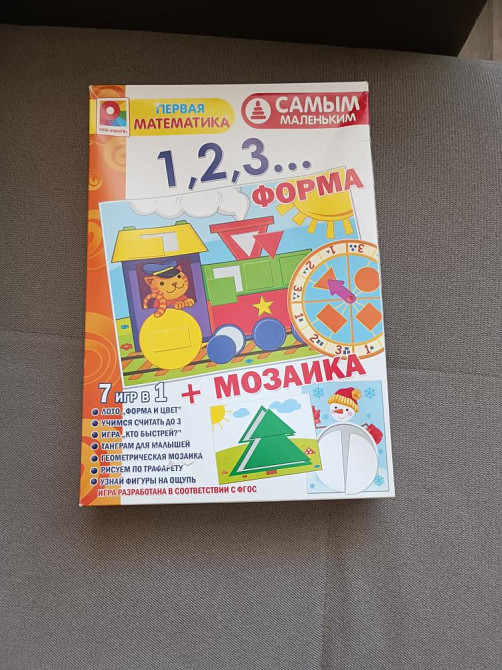 ПЕРВАЯ
МАТЕМАТИКА
САМЫМ
МАЛЕНЬКИМ
1,2,3...
ФОРМА
+ МОЗАИКА
7 ИГР В 1
ЛОТО „ФОРМА И ЦВЕТ"
УЧИМСЯ СЧИТАТЬ ДО 3
ИГРА „КТО БЫСТРЕЙ?"
ТАНГРАМ ДЛЯ МАЛЫШЕЙ
ГЕОМЕТРИЧЕСКАЯ МОЗАИКА
РИСУЕМ ПО ТРАФАРЕТУ
УЗНАЙ ФИГУРЫ НА ОЩУПЬ
ИГРА РАЗРАБОТАНА В СООТВЕТСТВИИ С ФГОС